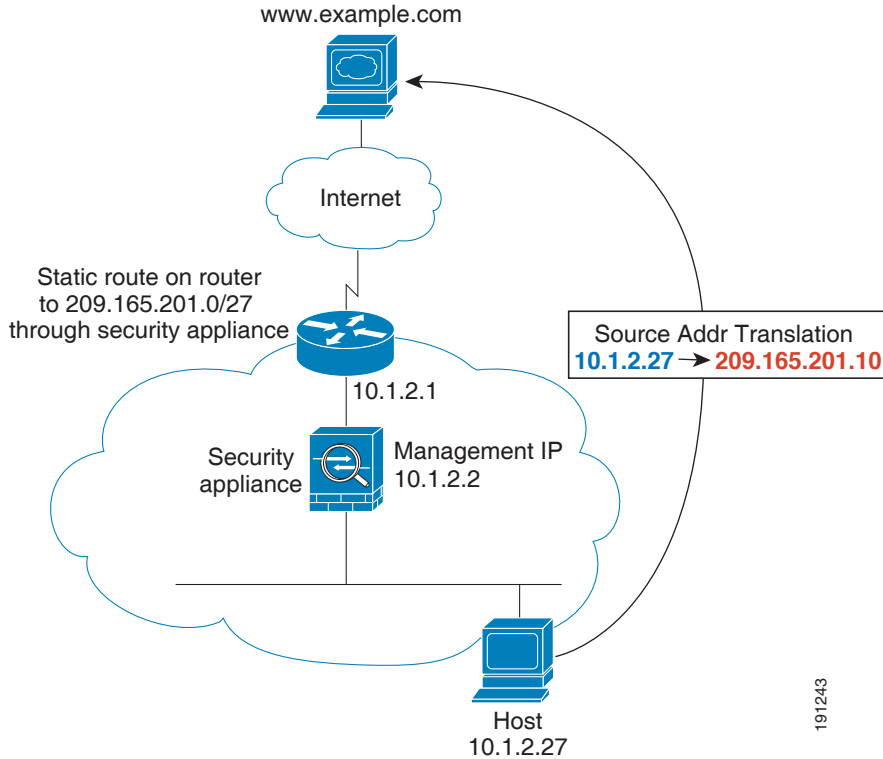 www.example.com
Internet
Static route on router
to 209.165.201.0/27
through security appliance
Source Addr Translation
10.1.2.27 209.165.201.10
10.1.2.1
Security
appliance
Management IP
10.1.2.2
Host
10.1.2.27
191243